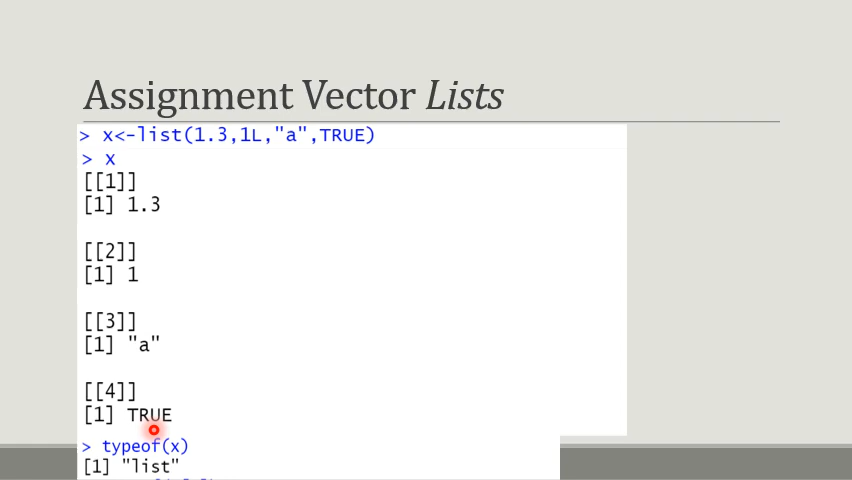 Assignment Vector Lists
> x<-list(1.3,1L,"a",TRUE)
> x
[[1]]
[1] 1.3
[[2]]
[1] 1
[[3]]
[1] "a"
[[4]]
[1] TRUE
> typeof(x)
[1] "list"